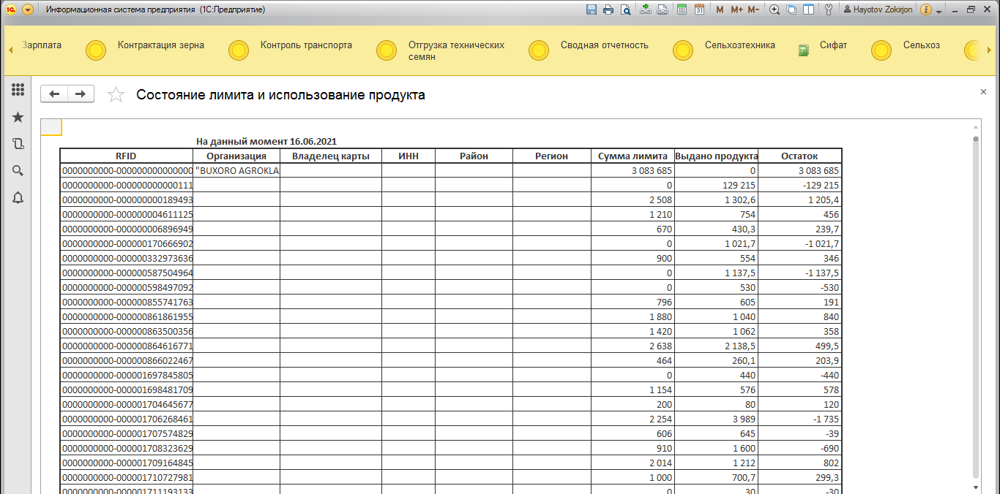 Информационная система предприятия (1С:Предприятие)
M M+ M- Hayotov Zokirjon
Зарплата Контрактация зерна Контроль транспорта Отгрузка технических семян Сводная отчетность Сельхозтехника Сифат Сельхоз
Состояние лимита и использование продукта
На данный момент 16.06.2021
RFID Организация Владелец карты ИНН Район Регион Сумма лимита Выдано продукта Остаток
0000000000-000000000000000 "BUXORO AGROKLA 3 083 685 0 3 083 685
0000000000-000000000000111 0 129 215 -129 215
0000000000-000000000189493 2 508 1 302,6 1 205,4
0000000000-000000004611125 1 210 754 456
0000000000-000000006896949 670 430,3 239,7
0000000000-000000170666902 0 1 021,7 -1 021,7
0000000000-000000332973636 900 554 346
0000000000-000000587504964 0 1 137,5 -1 137,5
0000000000-000000598497092 0 530 -530
0000000000-000000855741763 796 605 191
0000000000-000000861861955 1 880 1 040 840
0000000000-000000863500356 1 420 1 062 358
0000000000-000000864616771 2 638 2 138,5 499,5
0000000000-000000866022467 464 260,1 203,9
0000000000-000001697845805 0 440 -440
0000000000-000001698481709 1 154 576 578
0000000000-000001704645677 200 80 120
0000000000-000001706268461 2 254 3 989 -1 735
0000000000-000001707574829 606 645 -39
0000000000-000001708323629 910 1 600 -690
0000000000-000001709164845 2 014 1 212 802
0000000000-000001710727981 1 000 700,7 299,3
0000000000-000001711193133 0 30 -30